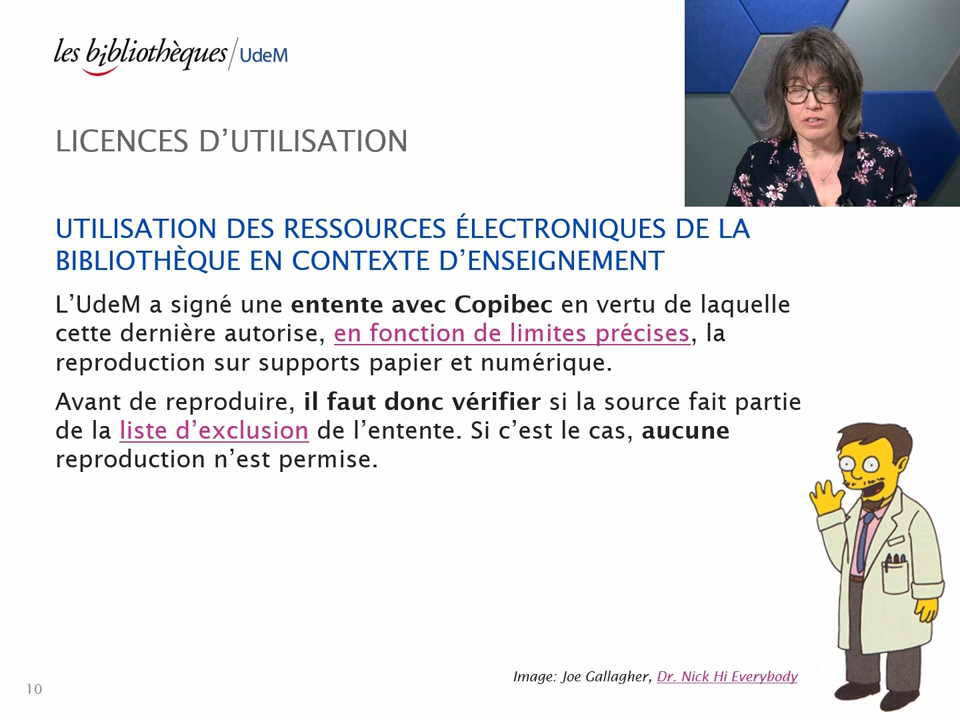 les bibliothèques/UdeM
LICENCES D’UTILISATION
UTILISATION DES RESSOURCES ÉLECTRONIQUES DE LA
BIBLIOTHÈQUE EN CONTEXTE D’ENSEIGNEMENT
L’UdeM a signé une entente avec Copibec en vertu de laquelle
cette dernière autorise, en fonction de limites précises, la
reproduction sur supports papier et numérique.
Avant de reproduire, il faut donc vérifier si la source fait partie
de la liste d’exclusion de l’entente. Si c’est le cas, aucune
reproduction n’est permise.
Image: Joe Gallagher, Dr. Nick Hi Everybody
10